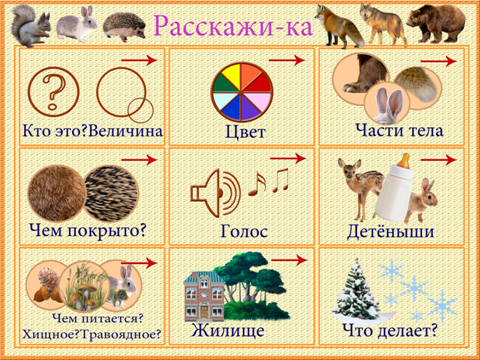 Расскажи-ка
?
Кто это?Величина
Цвет
Части тела
Чем покрыто?
Голос
Детёныши
Чем питается?
Хищное?Травоядное?
Жилище
Что делает?